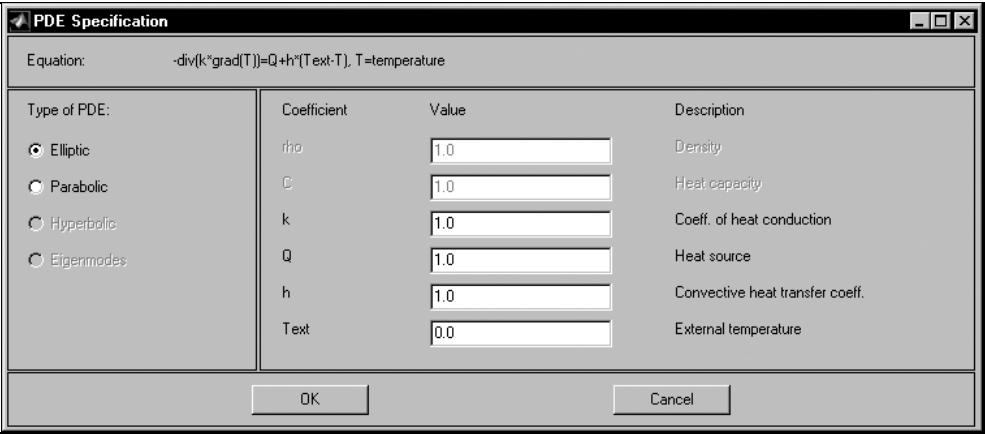 PDE Specification
Equation: -div(k*grad(T))=Q+h*(Text-T), T=temperature
Type of PDE:
Elliptic
Parabolic
Hyperbolic
Eigenmodes
Coefficient Value Description
rho 1.0 Density
C 1.0 Heat capacity
k 1.0 Coeff. of heat conduction
Q 1.0 Heat source
h 1.0 Convective heat transfer coeff.
Text 0.0 External temperature
OK Cancel